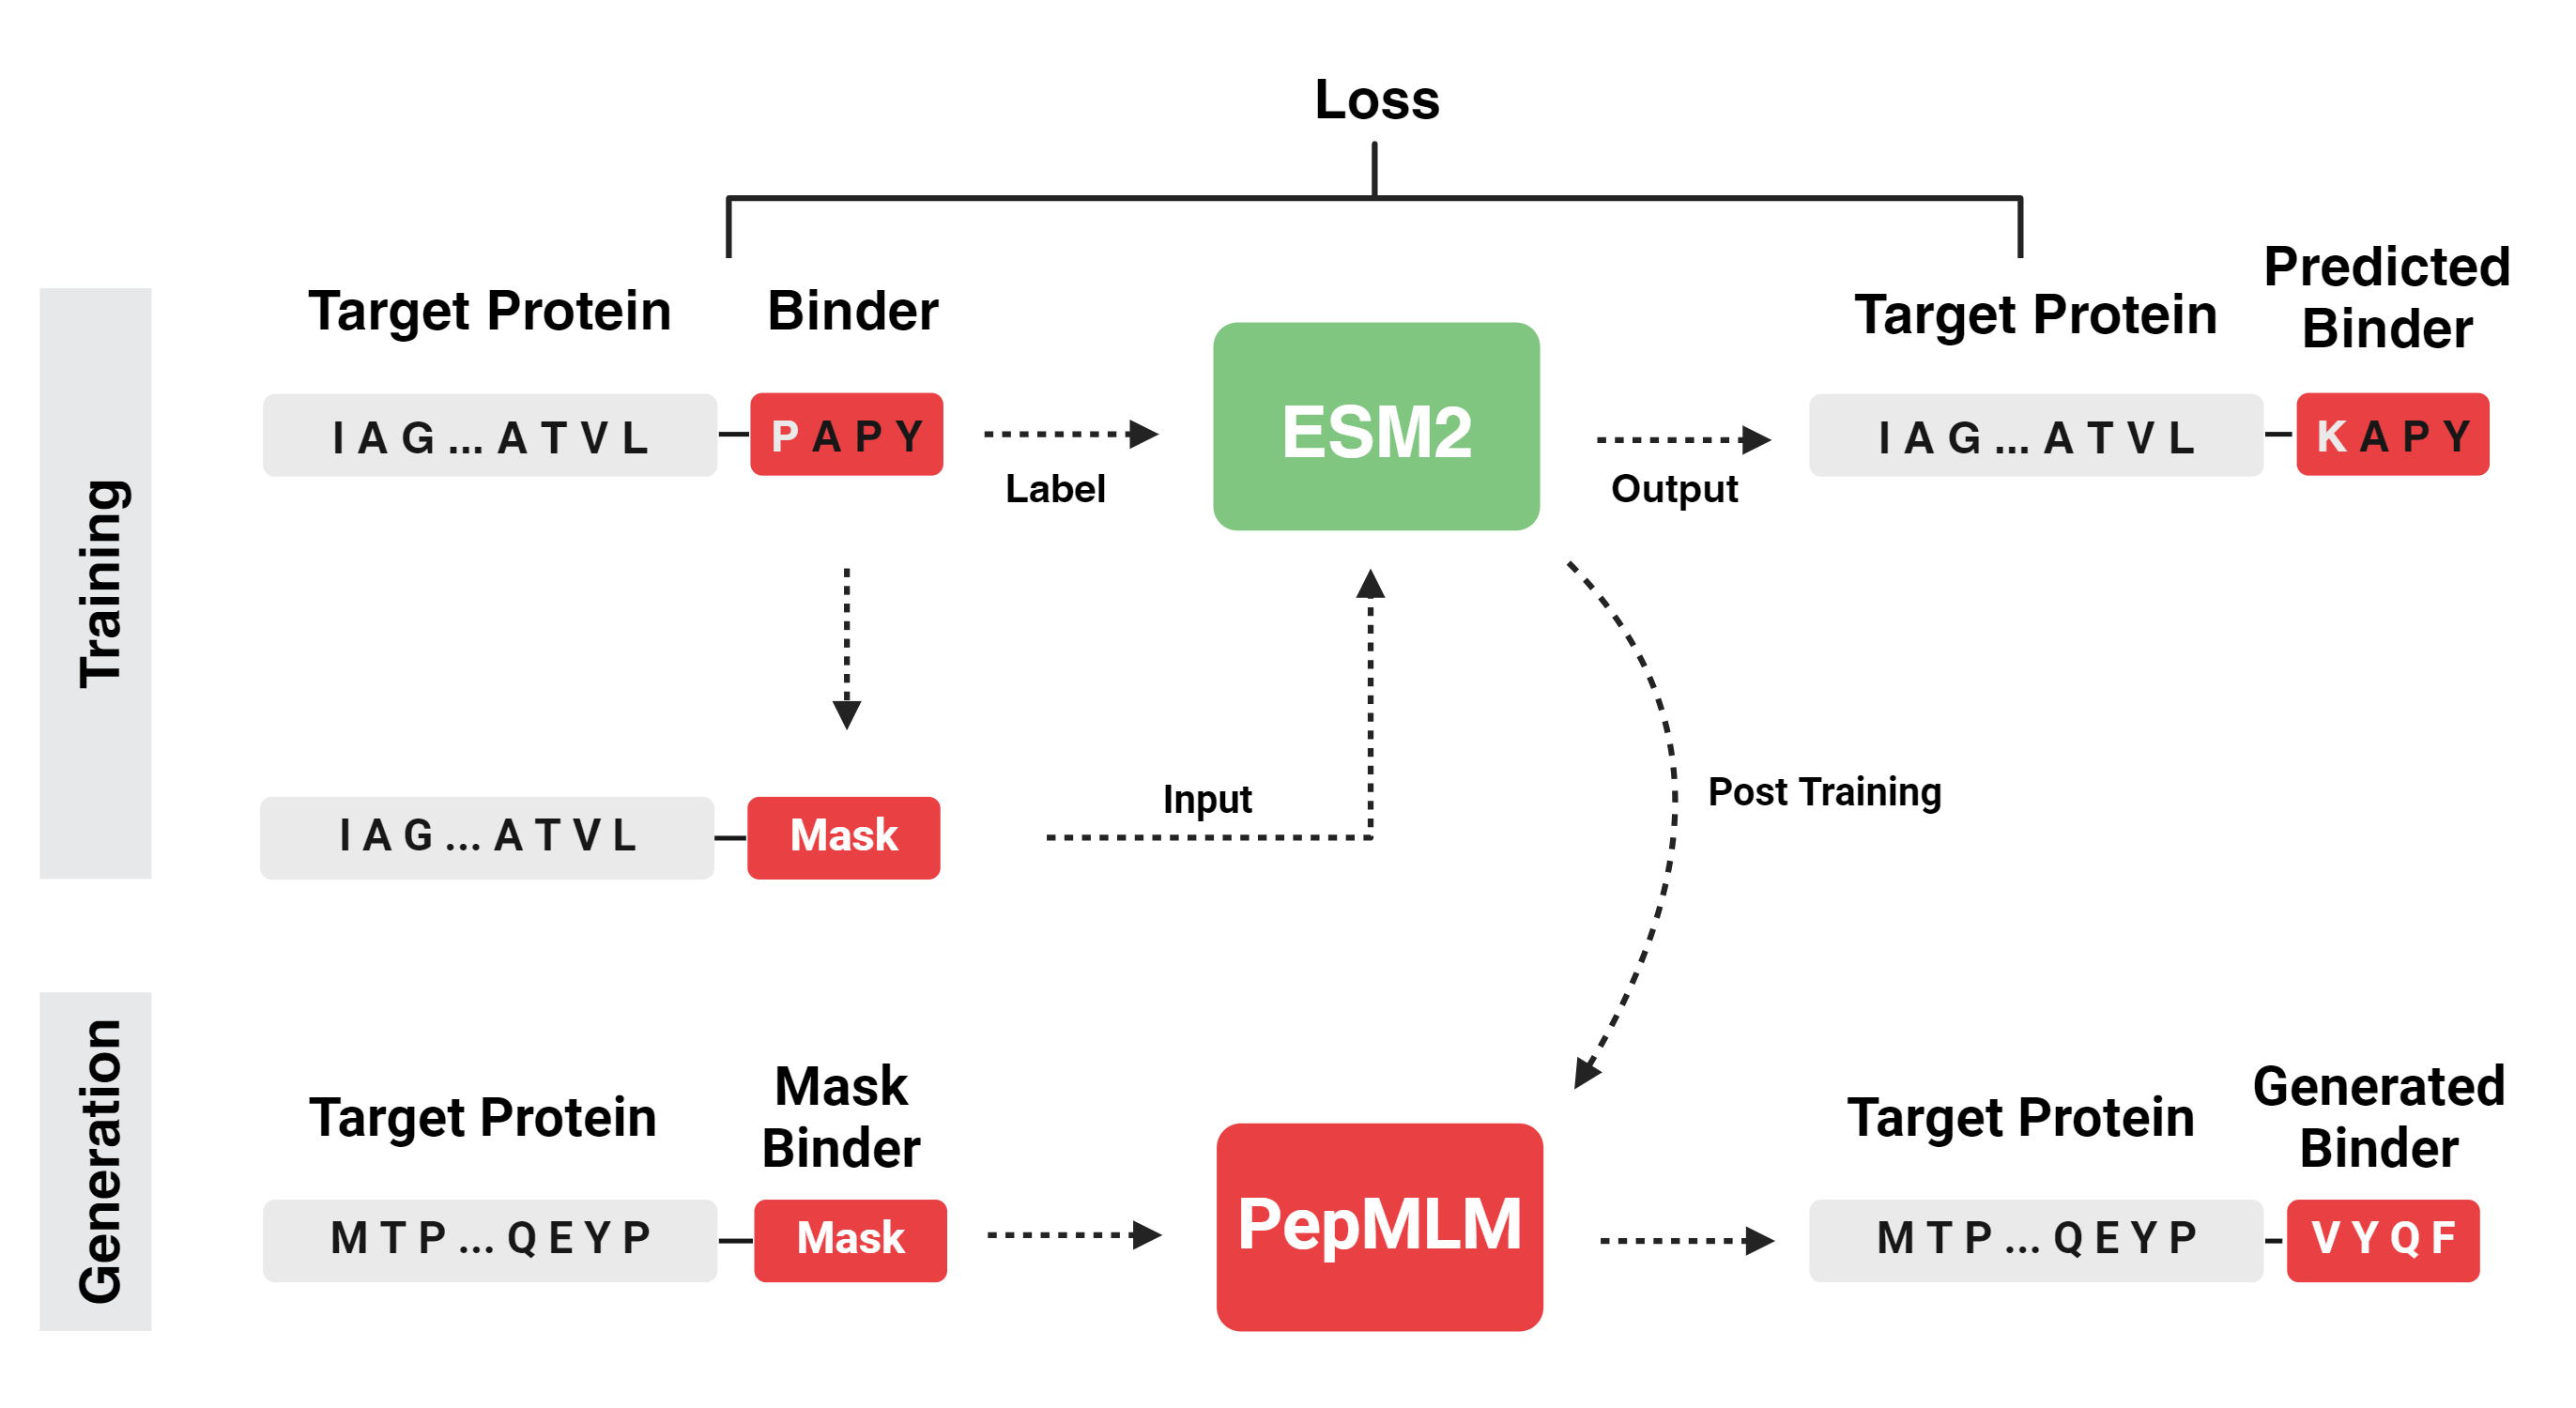 Loss
Training
Target Protein
Binder
Target Protein
Predicted
Binder
I A G ... A T V L
P A P Y
Label
ESM2
Output
I A G ... A T V L
K A P Y
I A G ... A T V L
Mask
Input
Post Training
Generation
Target Protein
Mask
Binder
Target Protein
Generated
Binder
M T P ... Q E Y P
Mask
PepMLM
M T P ... Q E Y P
V Y Q F